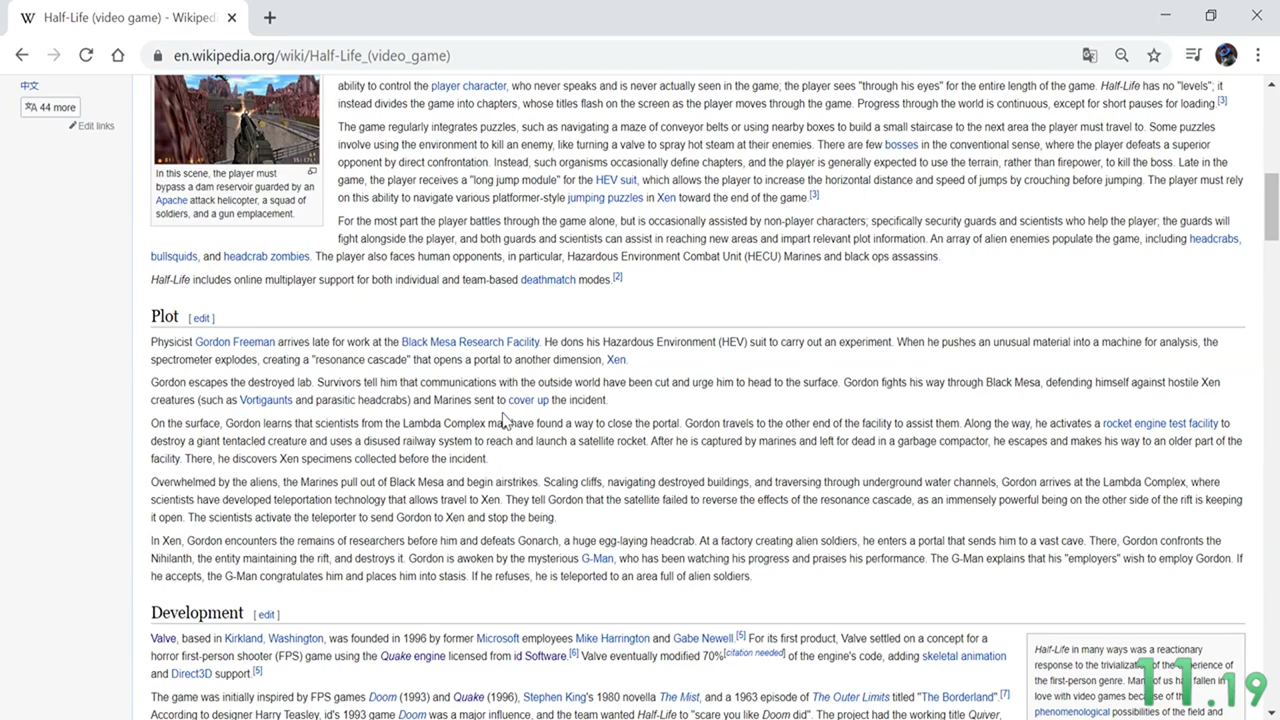 Half-Life (video game) - Wikiped
en.wikipedia.org/wiki/Half-Life_(video_game)
中文
44 more
Edit links
In this scene, the player must
bypass a dam reservoir guarded by an
Apache attack helicopter, a squad of
soldiers, and a gun emplacement.
ability to control the player character, who never speaks and is never actually seen in the game; the player sees "through his eyes" for the entire length of the game. Half-Life has no "levels"; it
instead divides the game into chapters, whose titles flash on the screen as the player moves through the game. Progress through the world is continuous, except for short pauses for loading.[3]
The game regularly integrates puzzles, such as navigating a maze of conveyor belts or using nearby boxes to build a small staircase to the next area the player must travel to. Some puzzles
involve using the environment to kill an enemy, like turning a valve to spray hot steam at their enemies. There are few bosses in the conventional sense, where the player defeats a superior
opponent by direct confrontation. Instead, such organisms occasionally define chapters, and the player is generally expected to use the terrain, rather than firepower, to kill the boss. Late in the
game, the player receives a "long jump module" for the HEV suit, which allows the player to increase the horizontal distance and speed of jumps by crouching before jumping. The player must rely
on this ability to navigate various platformer-style jumping puzzles in Xen toward the end of the game.[3]
For the most part the player battles through the game alone, but is occasionally assisted by non-player characters; specifically security guards and scientists who help the player; the guards will
fight alongside the player, and both guards and scientists can assist in reaching new areas and impart relevant plot information. An array of alien enemies populate the game, including headcrabs,
bullsquids, and headcrab zombies. The player also faces human opponents, in particular, Hazardous Environment Combat Unit (HECU) Marines and black ops assassins.
Half-Life includes online multiplayer support for both individual and team-based deathmatch modes.[2]
Plot [ edit ]
Physicist Gordon Freeman arrives late for work at the Black Mesa Research Facility. He dons his Hazardous Environment (HEV) suit to carry out an experiment. When he pushes an unusual material into a machine for analysis, the
spectrometer explodes, creating a "resonance cascade" that opens a portal to another dimension, Xen.
Gordon escapes the destroyed lab. Survivors tell him that communications with the outside world have been cut and urge him to head to the surface. Gordon fights his way through Black Mesa, defending himself against hostile Xen
creatures (such as Vortigaunts and parasitic headcrabs) and Marines sent to cover up the incident.
On the surface, Gordon learns that scientists from the Lambda Complex may have found a way to close the portal. Gordon travels to the other end of the facility to assist them. Along the way, he activates a rocket engine test facility to
destroy a giant tentacled creature and uses a disused railway system to reach and launch a satellite rocket. After he is captured by marines and left for dead in a garbage compactor, he escapes and makes his way to an older part of the
facility. There, he discovers Xen specimens collected before the incident.
Overwhelmed by the aliens, the Marines pull out of Black Mesa and begin airstrikes. Scaling cliffs, navigating destroyed buildings, and traversing through underground water channels, Gordon arrives at the Lambda Complex, where
scientists have developed teleportation technology that allows travel to Xen. They tell Gordon that the satellite failed to reverse the effects of the resonance cascade, as an immensely powerful being on the other side of the rift is keeping
it open. The scientists activate the teleporter to send Gordon to Xen and stop the being.
In Xen, Gordon encounters the remains of researchers before him and defeats Gonarch, a huge egg-laying headcrab. At a factory creating alien soldiers, he enters a portal that sends him to a vast cave. There, Gordon confronts the
Nihilanth, the entity maintaining the rift, and destroys it. Gordon is awoken by the mysterious G-Man, who has been watching his progress and praises his performance. The G-Man explains that his "employers" wish to employ Gordon. If
he accepts, the G-Man congratulates him and places him into stasis. If he refuses, he is teleported to an area full of alien soldiers.
Development [ edit ]
Valve, based in Kirkland, Washington, was founded in 1996 by former Microsoft employees Mike Harrington and Gabe Newell.[5] For its first product, Valve settled on a concept for a
horror first-person shooter (FPS) game using the Quake engine licensed from id Software.[6] Valve eventually modified 70%[citation needed] of the engine's code, adding skeletal animation
and Direct3D support.[5]
The game was initially inspired by FPS games Doom (1993) and Quake (1996), Stephen King's 1980 novella The Mist, and a 1963 episode of The Outer Limits titled "The Borderland".[7]
According to designer Harry Teasley, id's 1993 game Doom was a major influence, and the team wanted Half-Life to "scare you like Doom did". The project had the working title Quiver,
Half-Life in many ways was a reactionary
response to the trivialization of the experience of
the first-person genre. Many of us had fallen in
love with video games because of the
phenomenological possibilities of the field and
11.19